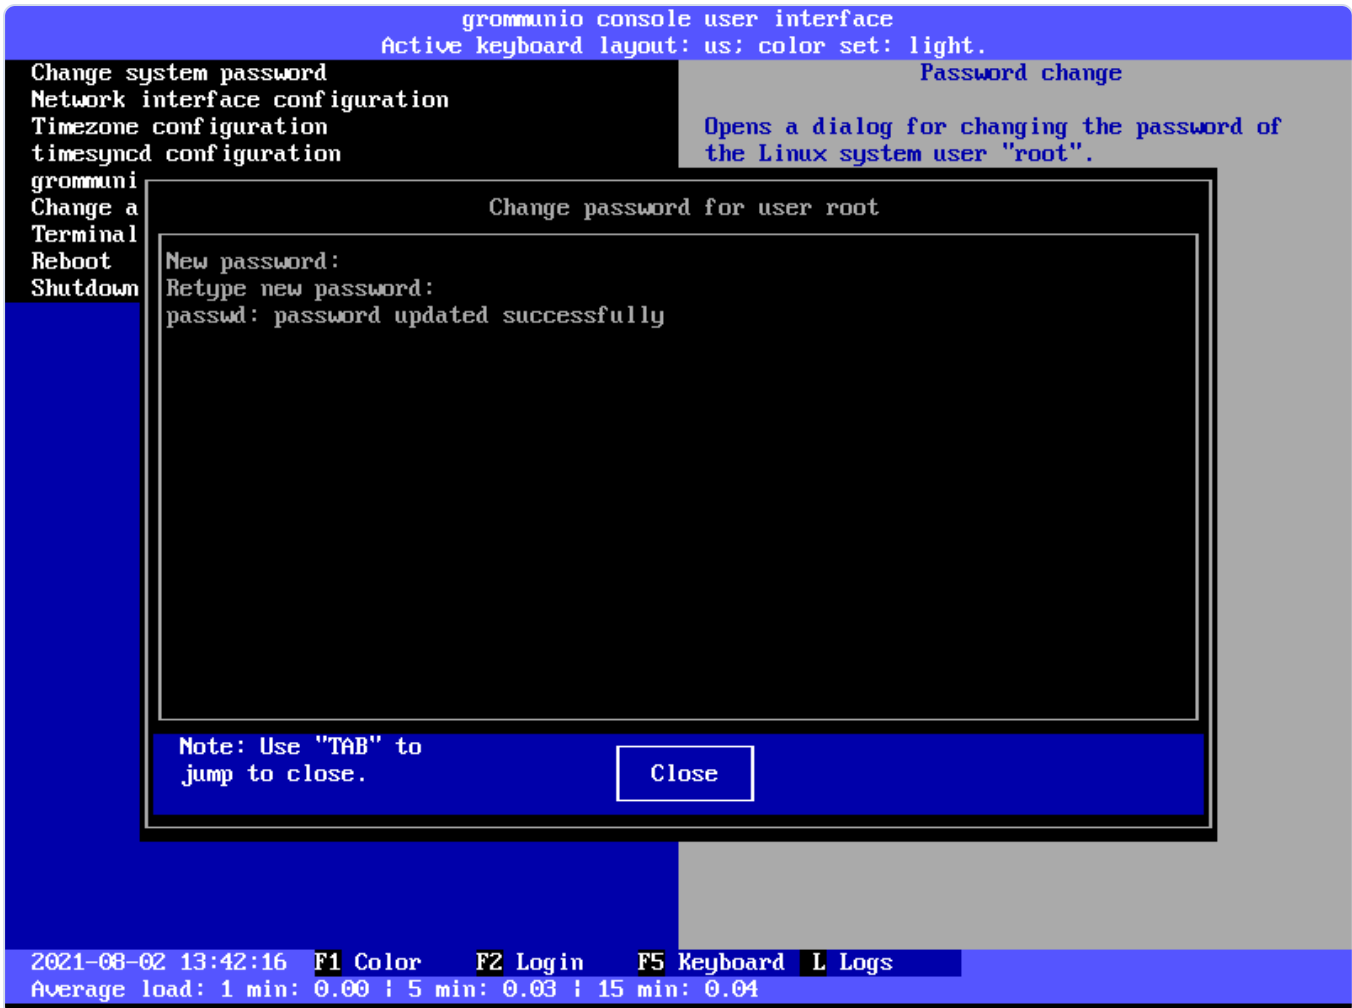 grommunio console user interface
Active keyboard layout: us; color set: light.
Change system password
Network interface configuration
Timezone configuration
timesyncd configuration
grommuni
Change a
Terminal
Reboot
Shutdown
Password change
Opens a dialog for changing the password of
the Linux system user "root".
Change password for user root
New password:
Retype new password:
passwd: password updated successfully
Note: Use "TAB" to
jump to close.
Close
2021-08-02 13:42:16 F1 Color F2 Login F5 Keyboard L Logs
Average load: 1 min: 0.00 ¦ 5 min: 0.03 ¦ 15 min: 0.04